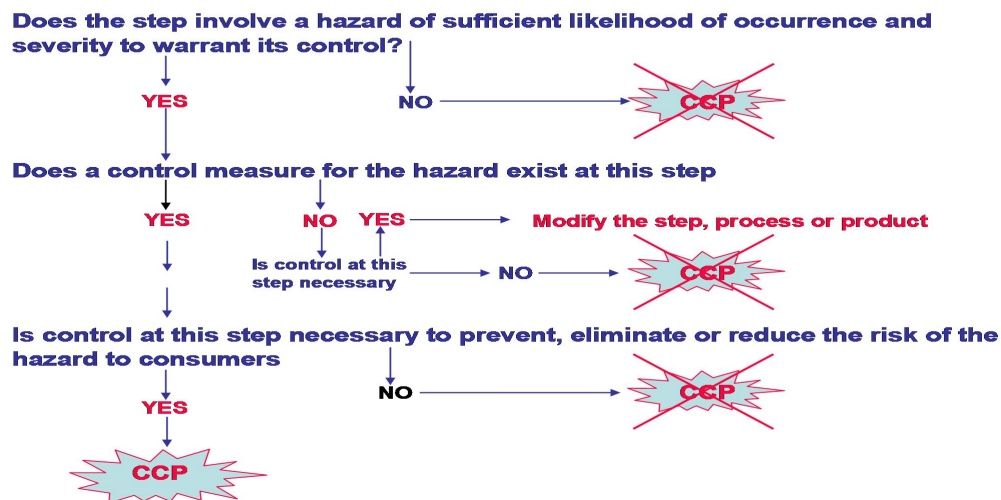 Does the step involve a hazard of sufficient likelihood of occurrence and
severity to warrant its control?
YES
NO
CCP
Does a control measure for the hazard exist at this step
YES
NO
YES
Modify the step, process or product
Is control at this
step necessary
NO
CCP
Is control at this step necessary to prevent, eliminate or reduce the risk of the
hazard to consumers
NO
CCP
YES
CCP